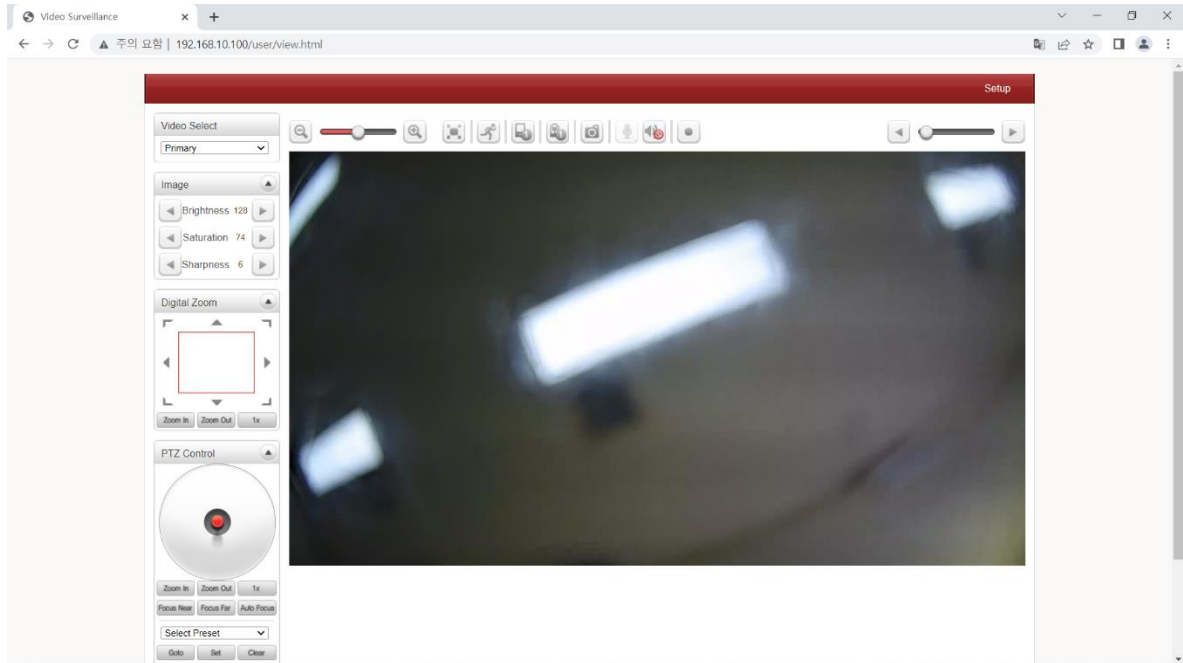 Video Surveillance
주의 요함 | 192.168.10.100/user/view.html
Setup
Video Select
Primary
Image
Brightness 128
Saturation 74
Sharpness 6
Digital Zoom
Zoom In Zoom Out 1x
PTZ Control
Zoom In Zoom Out 1x
Focus Near Focus Far Auto Focus
Select Preset
Goto Set Clear